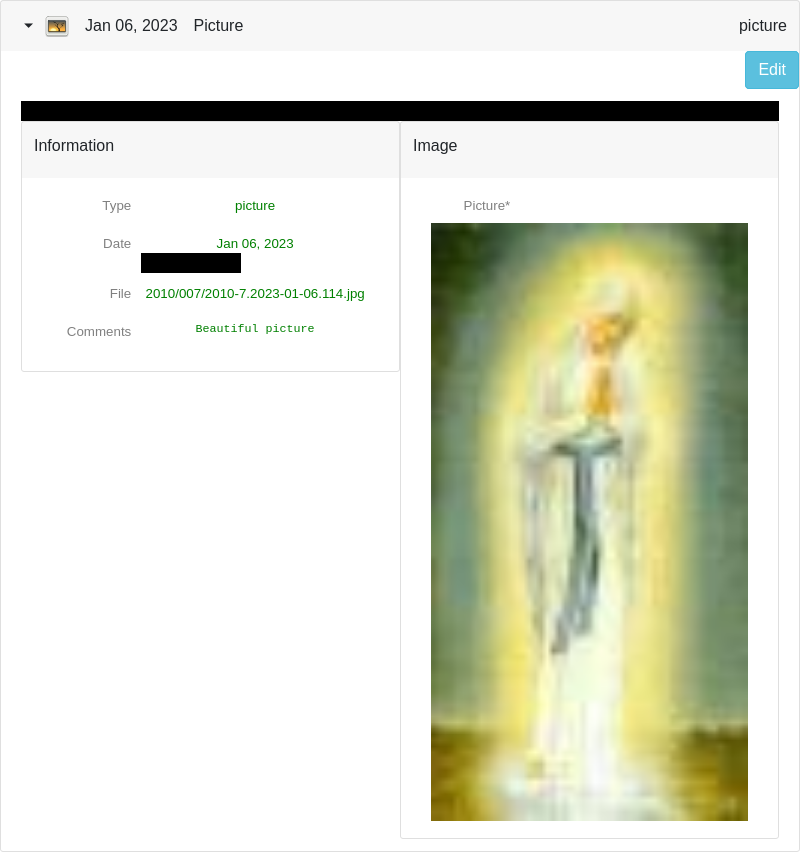 Jan 06, 2023 Picture picture
Edit
Information
Type picture
Date Jan 06, 2023
File 2010/007/2010-7.2023-01-06.114.jpg
Comments Beautiful picture
Image
Picture*